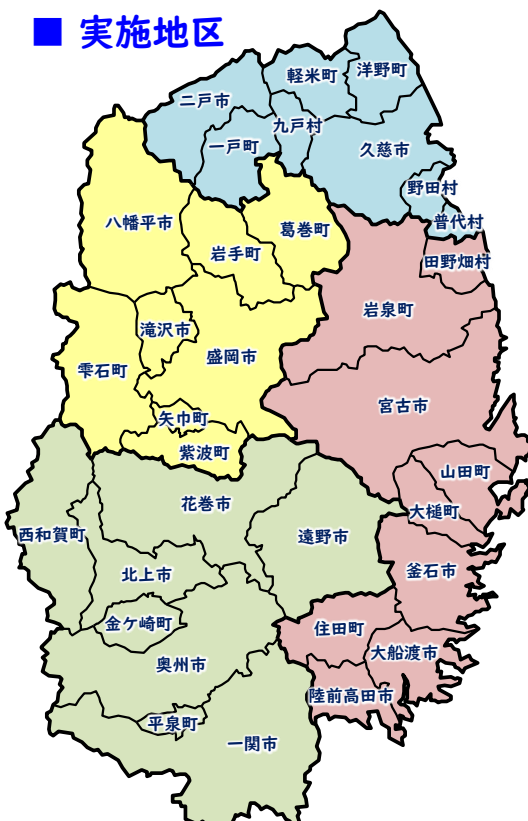 ■ 実施地区
洋野町
軽米町
二戸市
九戸村
一戸町
久慈市
野田村
普代村
八幡平市
葛巻町
岩手町
田野畑村
岩泉町
滝沢市
盛岡市
雫石町
宮古市
矢巾町
紫波町
山田町
花巻市
大槌町
西和賀町
遠野市
北上市
釜石市
金ケ崎町
住田町
大船渡市
奥州市
陸前高田市
平泉町
一関市